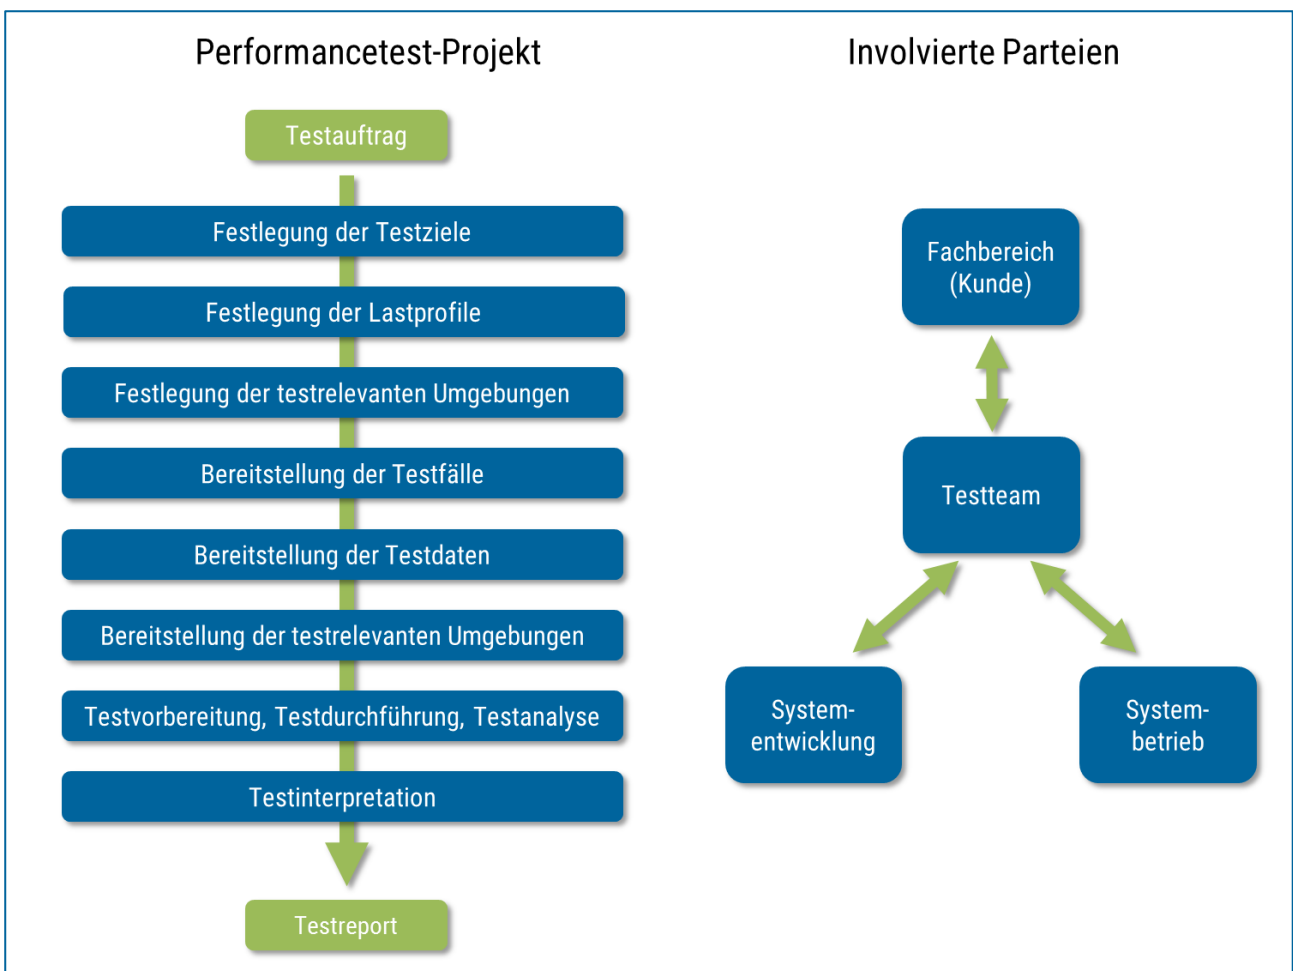 Performancetest-Projekt
Testauftrag
Festlegung der Testziele
Festlegung der Lastprofile
Festlegung der testrelevanten Umgebungen
Bereitstellung der Testfälle
Bereitstellung der Testdaten
Bereitstellung der testrelevanten Umgebungen
Testvorbereitung, Testdurchführung, Testanalyse
Testinterpretation
Testreport
Involvierte Parteien
Fachbereich
(Kunde)
Testteam
System-
entwicklung
System-
betrieb